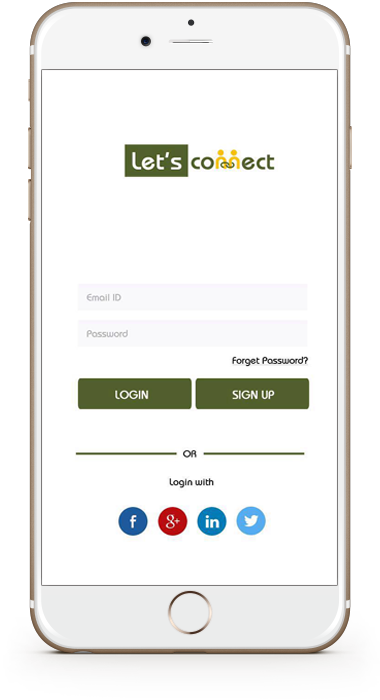 Let's connect
Email ID
Password
Forget Password?
LOGIN SIGN UP
OR
Login with
f g+ in